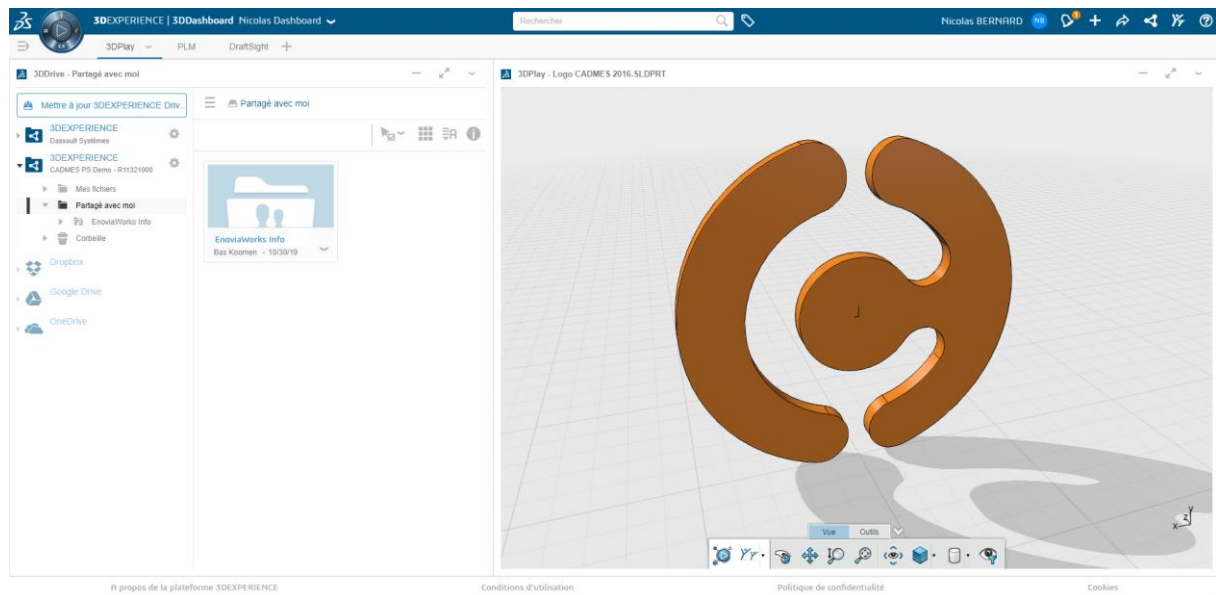 3DEXPERIENCE | 3DDashboard Nicolas Dashboard
Rechercher
Nicolas BERNARD NB
3DPlay PLM DraftSight
3DDrive - Partagé avec moi
Mettre à jour 3DEXPERIENCE Driv...
3DEXPERIENCE
Dassault Systèmes
3DEXPERIENCE
CADMES PS Demo - R11321000
Mes fichiers
Partagé avec moi
EnoviaWorks Info
Corbeille
Dropbox
Google Drive
OneDrive
Partagé avec moi
EnoviaWorks Info
Bas Koomen - 10/30/19
3DPlay - Logo CADMES 2016.SLDPRT
Vue Outils
x z y
A propos de la plateforme 3DEXPERIENCE Conditions d'utilisation Politique de confidentialité Cookies